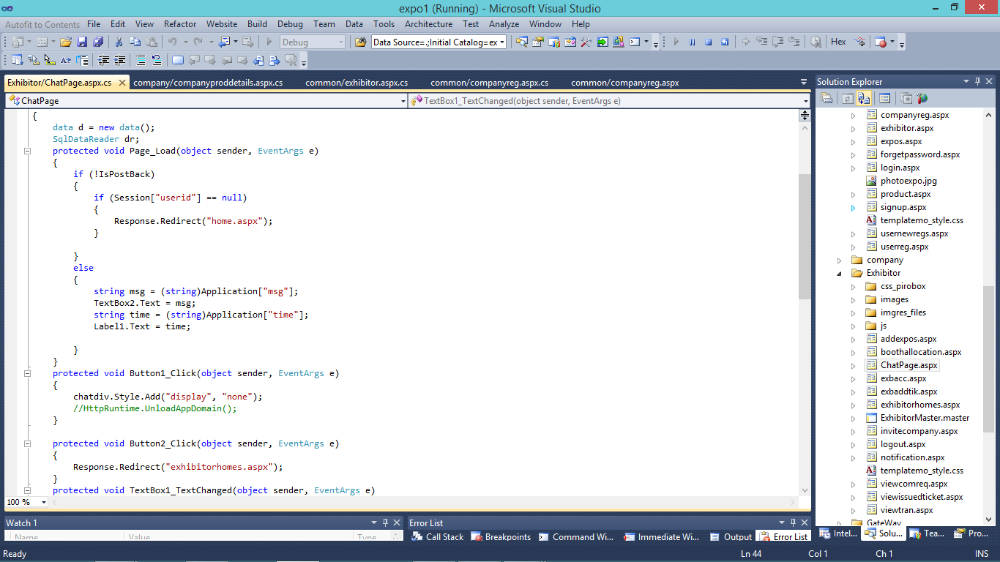 expo1 (Running) - Microsoft Visual Studio
Autofit to Contents File Edit View Refactor Website Build Debug Team Data Tools Architecture Test Analyze Window Help
Debug Data Source=.;Initial Catalog=ex Hex
Exhibitor/ChatPage.aspx.cs company/companyproddetails.aspx.cs common/exhibitor.aspx.cs common/companyreg.aspx.cs common/companyreg.aspx
ChatPage TextBox1_TextChanged(object sender, EventArgs e)
{
data d = new data();
SqlDataReader dr;
protected void Page_Load(object sender, EventArgs e)
{
if (!IsPostBack)
{
if (Session["userid"] == null)
{
Response.Redirect("home.aspx");
}
}
else
{
string msg = (string)Application["msg"];
TextBox2.Text = msg;
string time = (string)Application["time"];
Label1.Text = time;
}
}
protected void Button1_Click(object sender, EventArgs e)
{
chatdiv.Style.Add("display", "none");
//HttpRuntime.UnloadAppDomain();
}
protected void Button2_Click(object sender, EventArgs e)
{
Response.Redirect("exhibitorhomes.aspx");
}
protected void TextBox1_TextChanged(object sender, EventArgs e)
100 %
Solution Explorer
companyreg.aspx
exhibitor.aspx
expos.aspx
forgetpassword.aspx
login.aspx
photoexpo.jpg
product.aspx
signup.aspx
templatemo_style.css
usernewregs.aspx
userreg.aspx
company
Exhibitor
css_pirobox
images
imgres_files
js
addexpos.aspx
boothallocation.aspx
ChatPage.aspx
exbacc.aspx
exbaddtik.aspx
exhibitorhomes.aspx
ExhibitorMaster.master
invitecompany.aspx
logout.aspx
notification.aspx
templatemo_style.css
viewcomreq.aspx
viewissuedticket.aspx
viewtran.aspx
GateWay
Intel... Solu... Tea... Pro...
Watch 1
Name Value Type
Error List
Call Stack Breakpoints Command Wi... Immediate Wi... Output Error List
Ready Ln 44 Col 1 Ch 1 INS